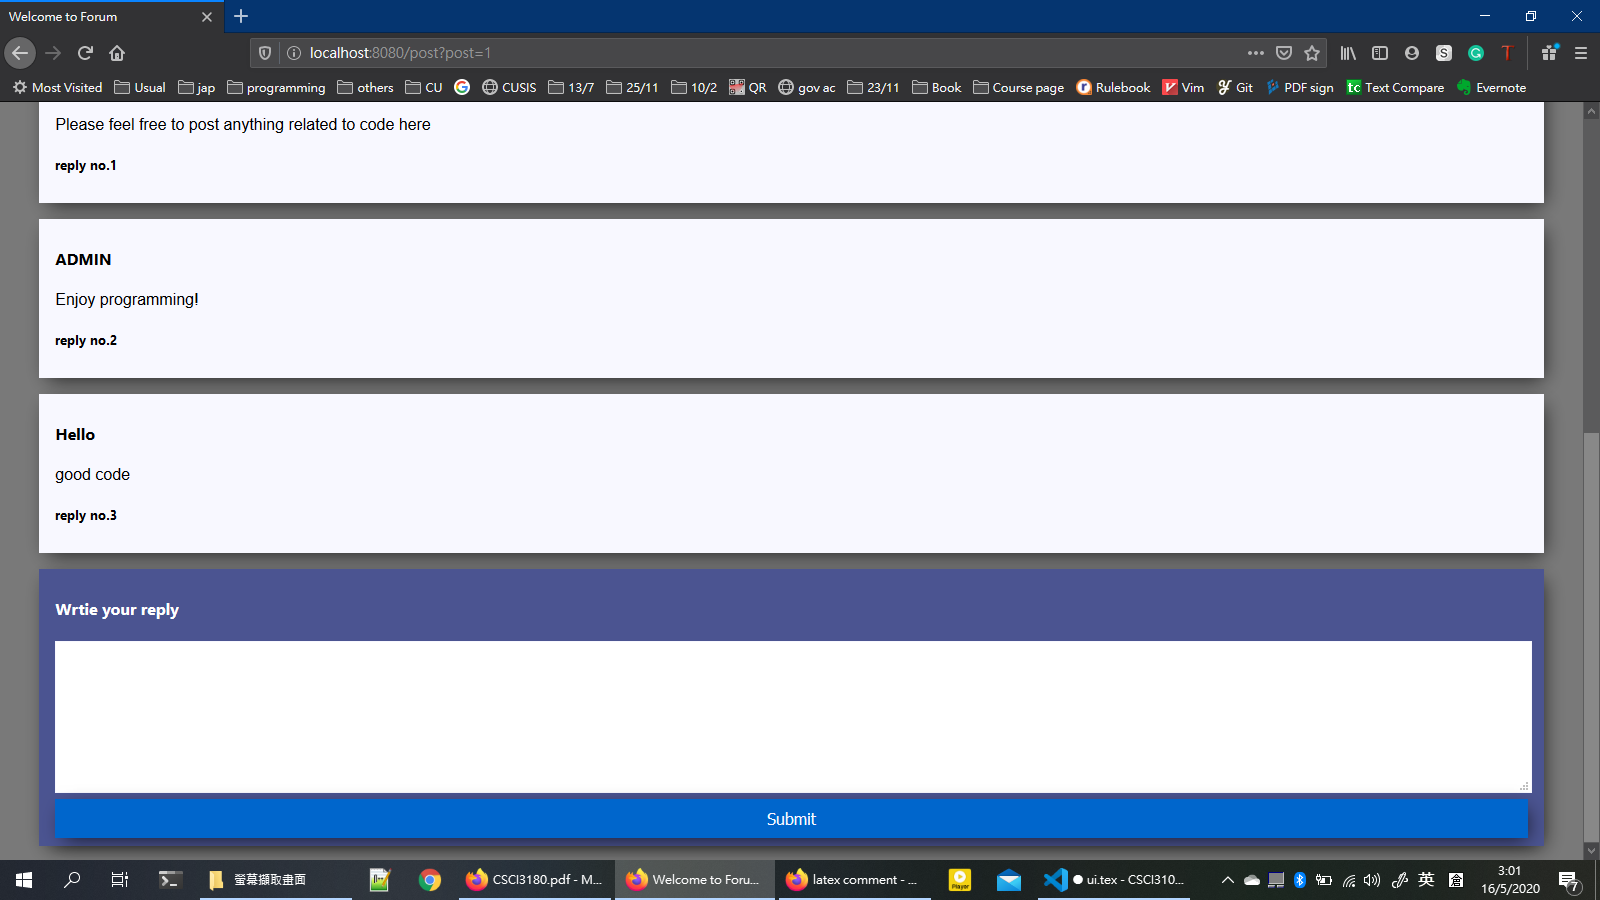 Welcome to Forum
localhost:8080/post?post=1
Most Visited Usual jap programming others CU CUSIS 13/7 25/11 10/2 QR gov ac 23/11 Book Course page Rulebook Vim Git PDF sign Text Compare Evernote
Please feel free to post anything related to code here
reply no.1
ADMIN
Enjoy programming!
reply no.2
Hello
good code
reply no.3
Wrtie your reply
Submit
螢幕擷取畫面 CSCI3180.pdf - M... Welcome to Foru... latex comment - ... Player ● ui.tex - CSCI310... 英 倉 3:01
16/5/2020 7